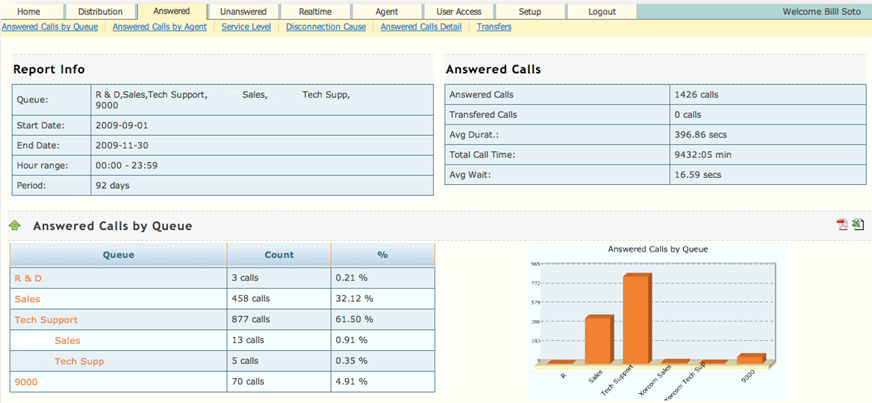 Home Distribution Answered Unanswered Realtime Agent User Access Setup Logout Welcome Billl Soto
Answered Calls by Queue Answered Calls by Agent Service Level Disconnection Cause Answered Calls Detail Transfers
Report Info
Queue: R & D,Sales,Tech Support, Sales, Tech Supp,
9000
Start Date: 2009-09-01
End Date: 2009-11-30
Hour range: 00:00 - 23:59
Period: 92 days
Answered Calls
Answered Calls 1426 calls
Transfered Calls 0 calls
Avg Durat.: 396.86 secs
Total Call Time: 9432:05 min
Avg Wait: 16.59 secs
Answered Calls by Queue
Queue Count %
R & D 3 calls 0.21 %
Sales 458 calls 32.12 %
Tech Support 877 calls 61.50 %
Sales 13 calls 0.91 %
Tech Supp 5 calls 0.35 %
9000 70 calls 4.91 %
Answered Calls by Queue
965
772
579
386
193
0
R
Sales
Tech Support
Xorcom Sales
Xorcom Tech Supp
9000